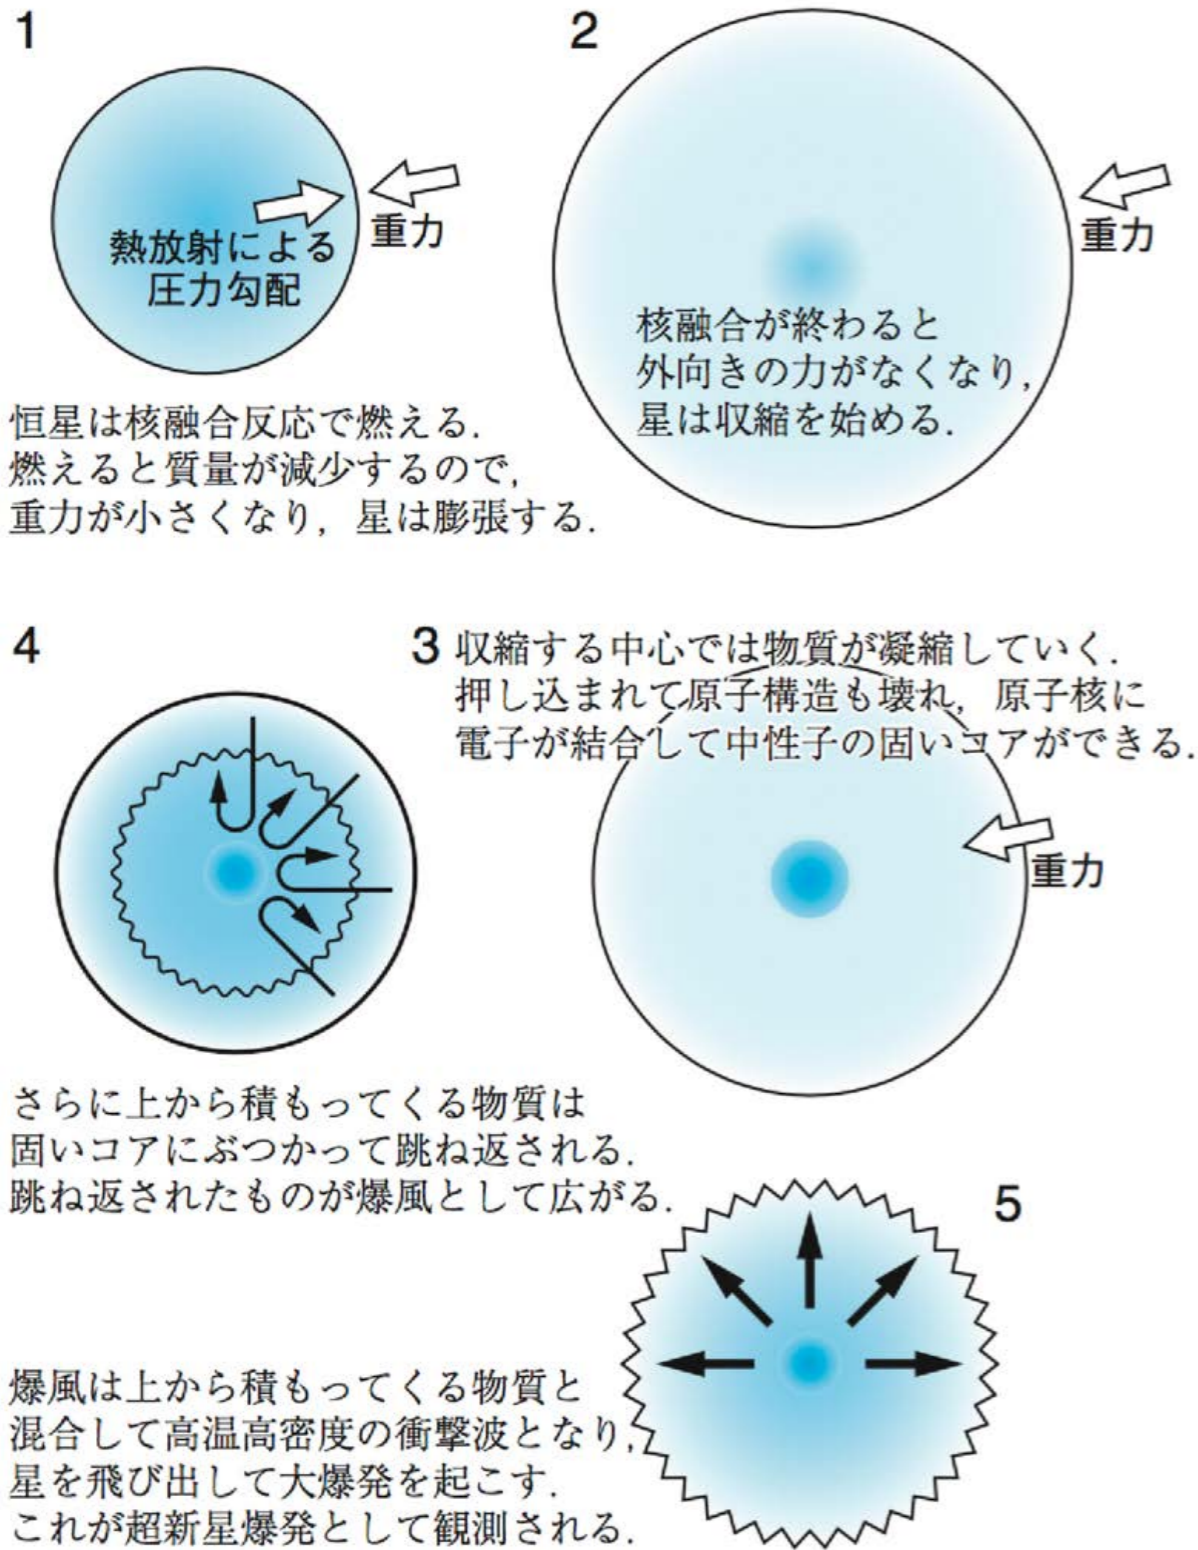 1
熱放射による
圧力勾配
重力
恒星は核融合反応で燃える.
燃えると質量が減少するので,
重力が小さくなり, 星は膨張する.
2
重力
核融合が終わると
外向きの力がなくなり,
星は収縮を始める.
3 収縮する中心では物質が凝縮していく.
押し込まれて原子構造も壊れ, 原子核に
電子が結合して中性子の固いコアができる.
重力
4
さらに上から積もってくる物質は
固いコアにぶつかって跳ね返される.
跳ね返されたものが爆風として広がる.
5
爆風は上から積もってくる物質と
混合して高温高密度の衝撃波となり,
星を飛び出して大爆発を起こす.
これが超新星爆発として観測される.